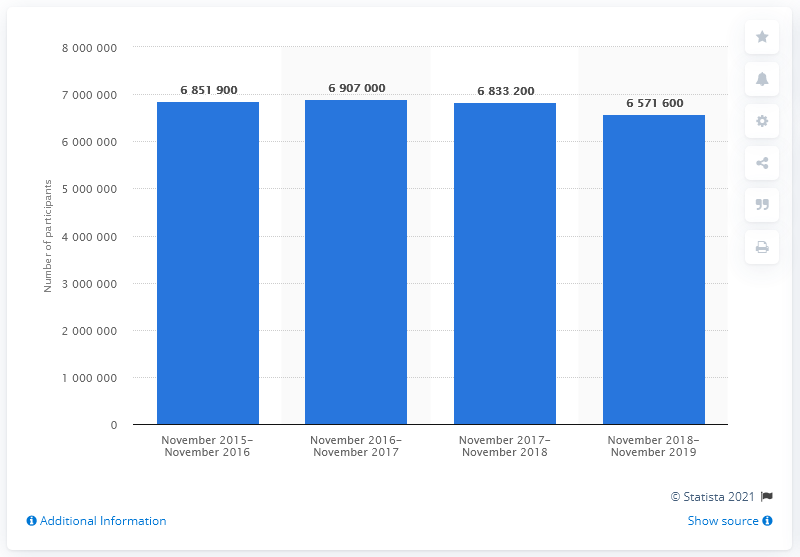 8 000 000
7 000 000
6 000 000
5 000 000
4 000 000
3 000 000
2 000 000
1 000 000
0
Number of participants
6 851 900
6 907 000
6 833 200
6 571 600
November 2015–
November 2016
November 2016–
November 2017
November 2017–
November 2018
November 2018–
November 2019
© Statista 2021
Additional Information
Show source